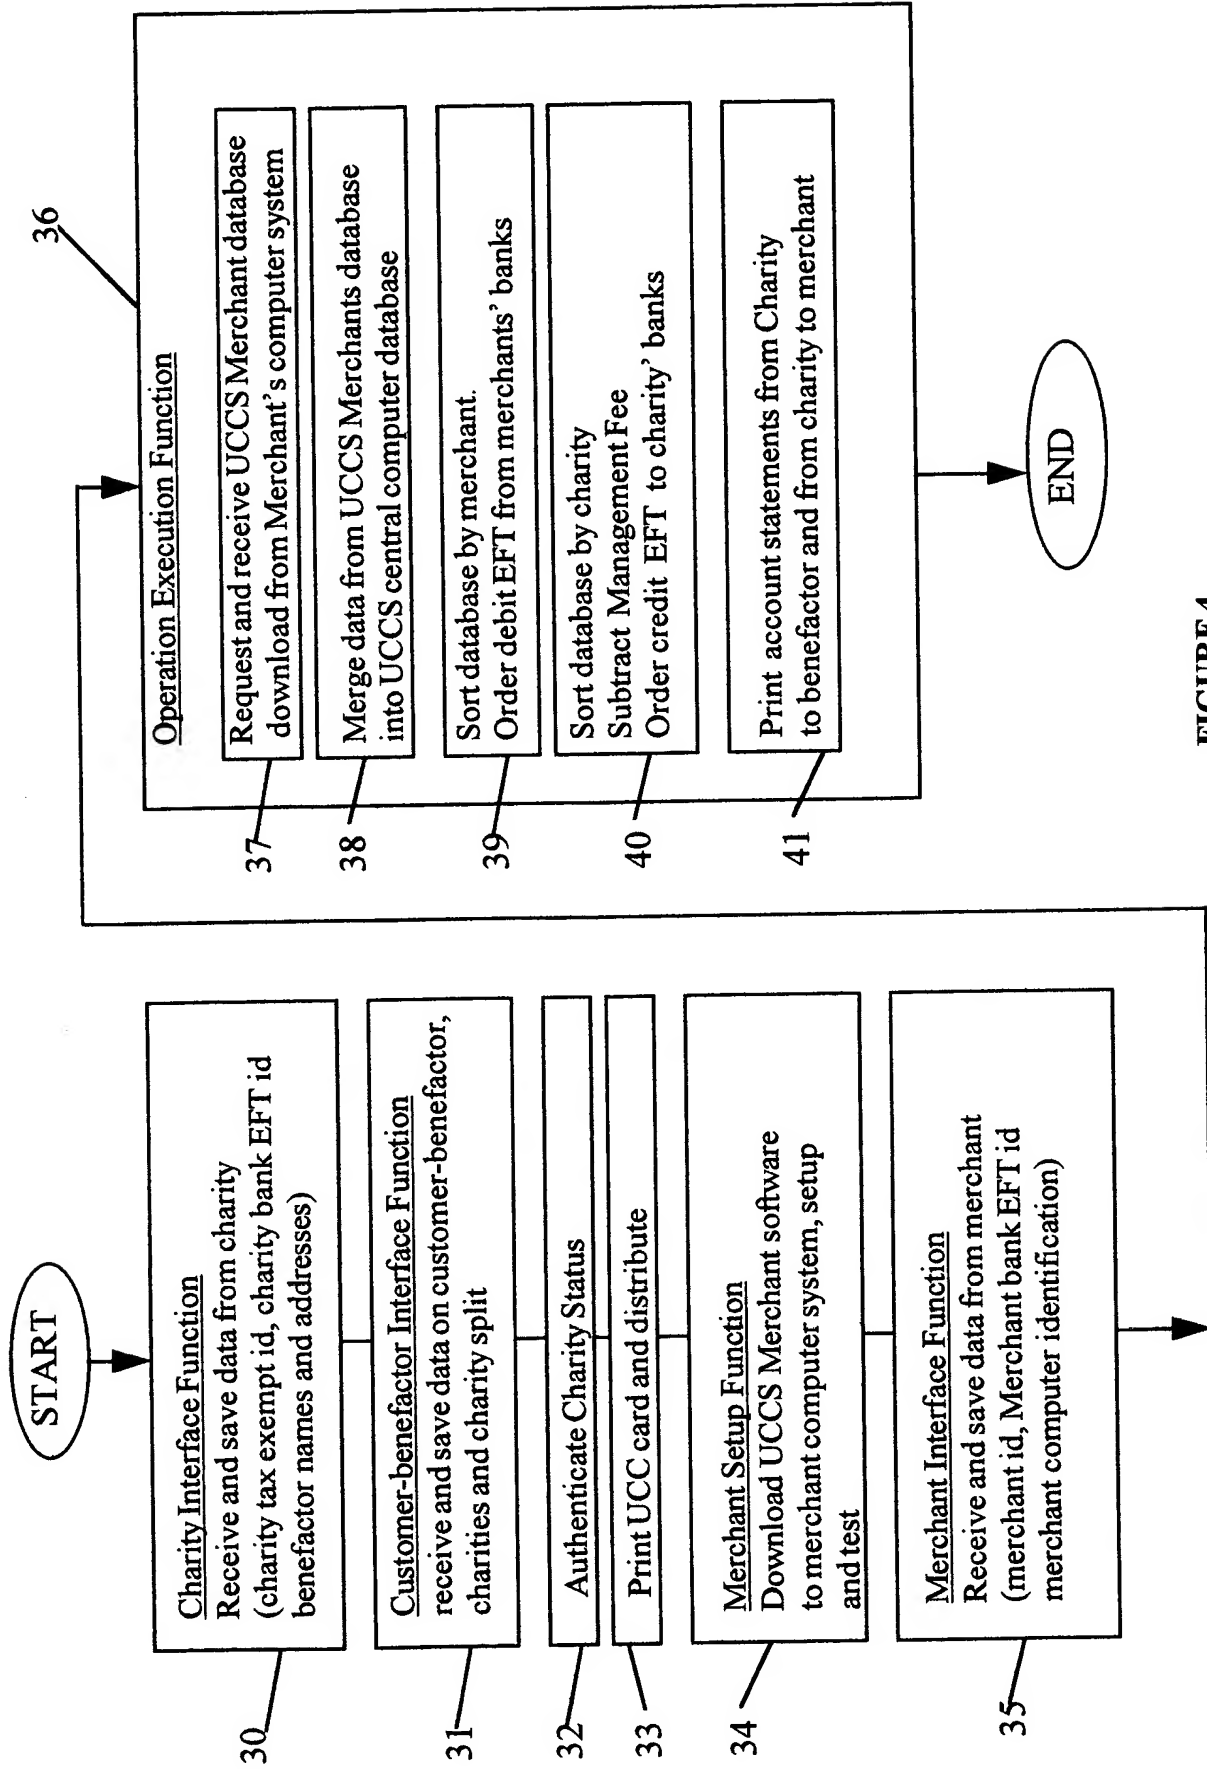 START
Charity Interface Function
Receive and save data from charity
(charity tax exempt id, charity bank EFT id
benefactor names and addresses)
30
Customer-benefactor Interface Function
receive and save data on customer-benefactor,
charities and charity split
31
Authenticate Charity Status
32
Print UCC card and distribute
33
Merchant Setup Function
Download UCCS Merchant software
to merchant computer system, setup
and test
34
Merchant Interface Function
Receive and save data from merchant
(merchant id, Merchant bank EFT id
merchant computer identification)
35
36
Operation Execution Function
Request and receive UCCS Merchant database
download from Merchant's computer system
37
Merge data from UCCS Merchants database
into UCCS central computer database
38
Sort database by merchant.
Order debit EFT from merchants' banks
39
Sort database by charity
Subtract Management Fee
Order credit EFT to charity' banks
40
Print account statements from Charity
to benefactor and from charity to merchant
41
END
FIGURE 4